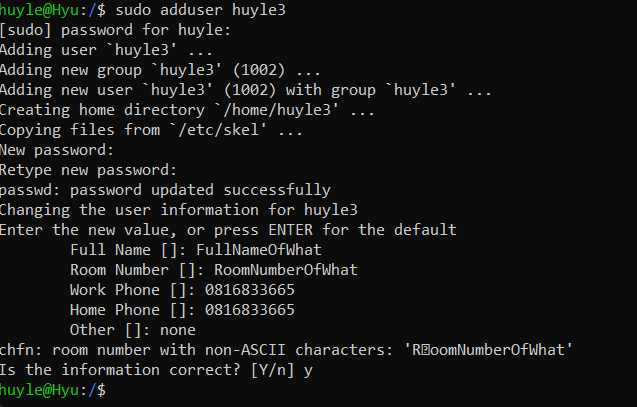 huyle@Hyu:/$ sudo adduser huyle3
[sudo] password for huyle:
Adding user `huyle3' ...
Adding new group `huyle3' (1002) ...
Adding new user `huyle3' (1002) with group `huyle3' ...
Creating home directory `/home/huyle3' ...
Copying files from `/etc/skel' ...
New password:
Retype new password:
passwd: password updated successfully
Changing the user information for huyle3
Enter the new value, or press ENTER for the default
Full Name []: FullNameOfWhat
Room Number []: RoomNumberOfWhat
Work Phone []: 0816833665
Home Phone []: 0816833665
Other []: none
chfn: room number with non-ASCII characters: 'R�oomNumberOfWhat'
Is the information correct? [Y/n] y
huyle@Hyu:/$